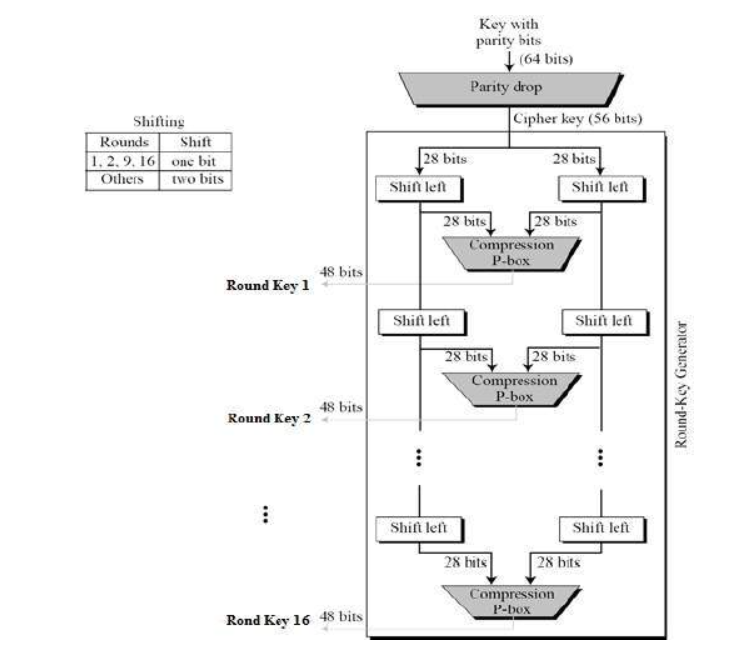 Key with
parity bits
(64 bits)
Parity drop
Cipher key (56 bits)
Shifting
Rounds Shift
1, 2, 9, 16 one bit
Others two bits
28 bits 28 bits
Shift left Shift left
28 bits 28 bits
Compression
P-box
48 bits
Round Key 1
Shift left Shift left
28 bits 28 bits
Compression
P-box
48 bits
Round Key 2
Round-Key Generator
Shift left Shift left
28 bits 28 bits
Compression
P-box
48 bits
Rond Key 16